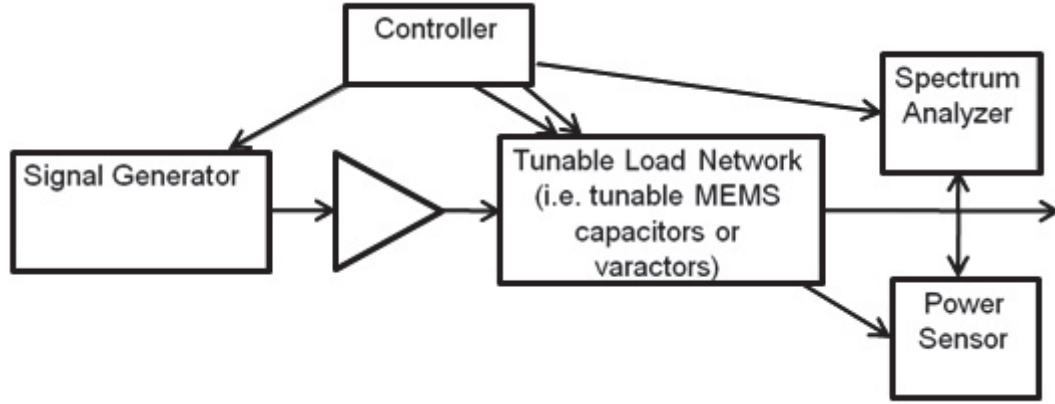 Controller
Spectrum
Analyzer
Signal Generator
Tunable Load Network
(i.e. tunable MEMS
capacitors or
varactors)
Power
Sensor